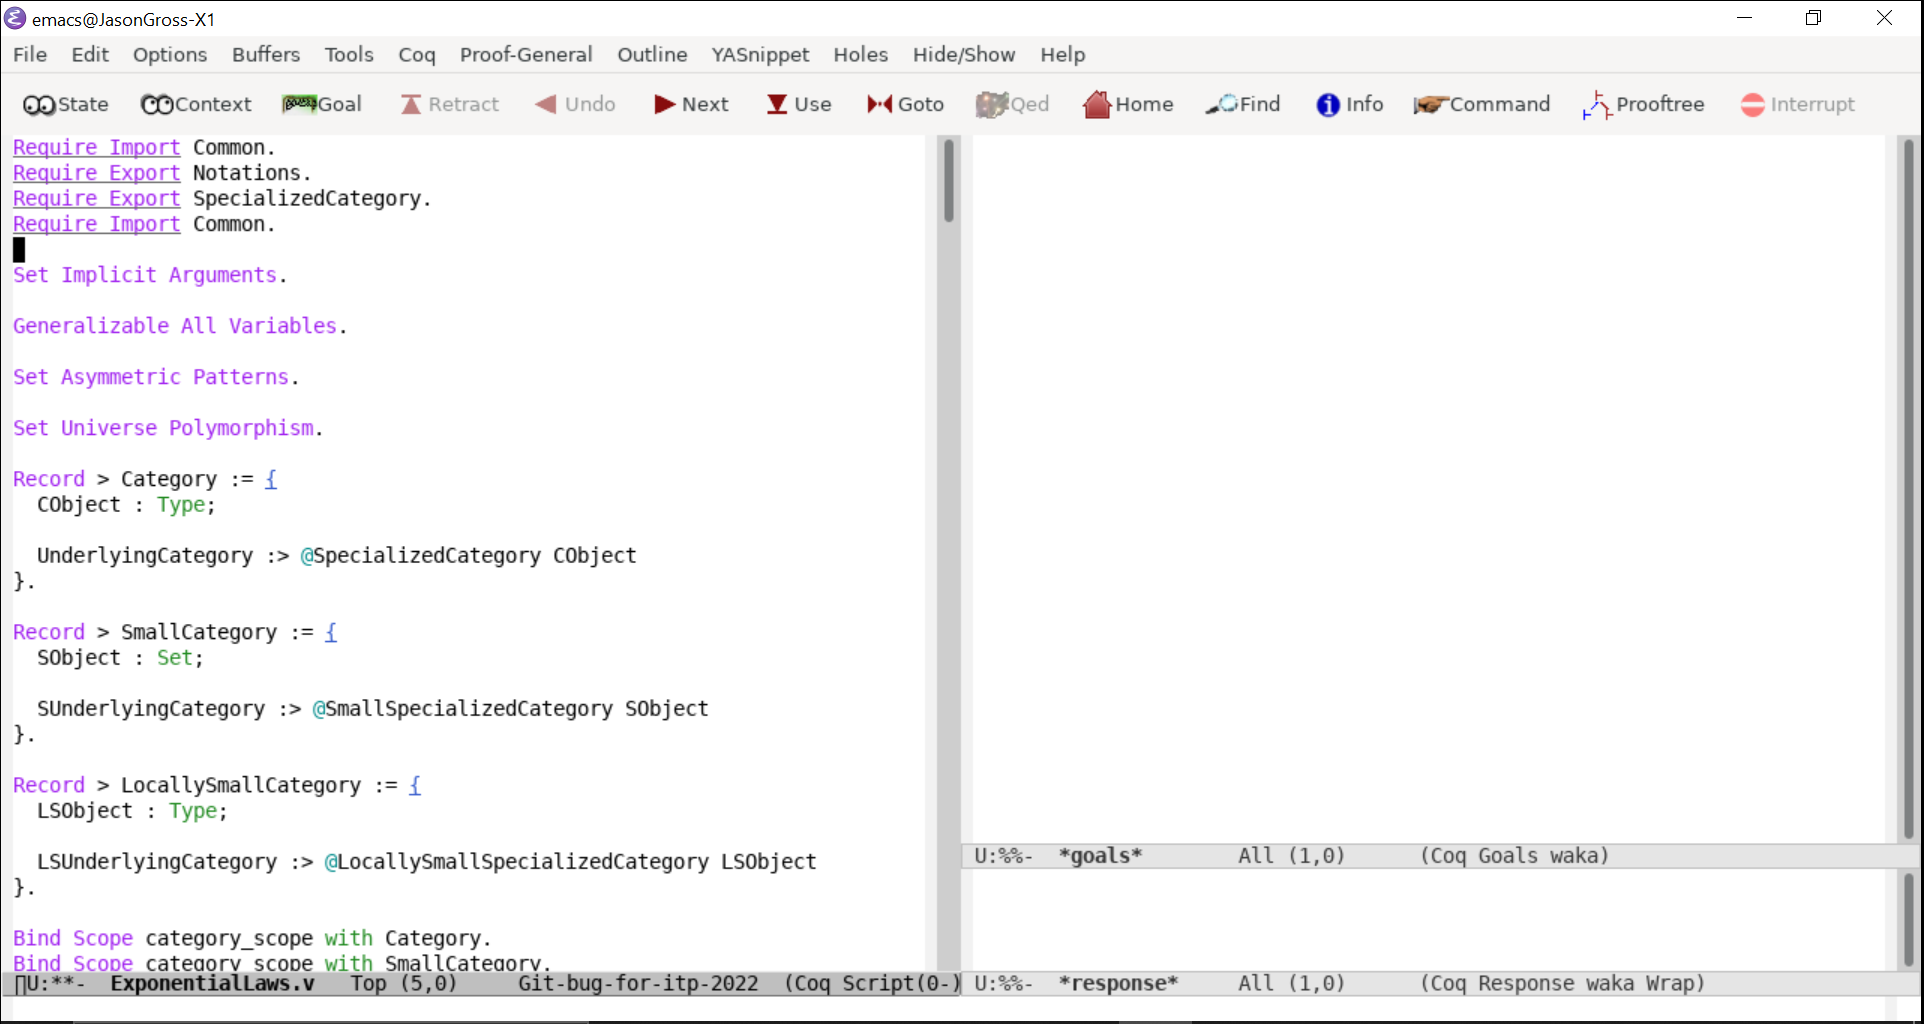 emacs@JasonGross-X1
File Edit Options Buffers Tools Coq Proof-General Outline YASnippet Holes Hide/Show Help
State Context Goal Retract Undo Next Use Goto Qed Home Find Info Command Prooftree Interrupt
Require Import Common.
Require Export Notations.
Require Export SpecializedCategory.
Require Import Common.
Set Implicit Arguments.
Generalizable All Variables.
Set Asymmetric Patterns.
Set Universe Polymorphism.
Record > Category := {
  CObject : Type;
  UnderlyingCategory :> @SpecializedCategory CObject
}.
Record > SmallCategory := {
  SObject : Set;
  SUnderlyingCategory :> @SmallSpecializedCategory SObject
}.
Record > LocallySmallCategory := {
  LSObject : Type;
  LSUnderlyingCategory :> @LocallySmallSpecializedCategory LSObject
}.
Bind Scope category_scope with Category.
Bind Scope category_scope with SmallCategory.
U:**-  ExponentialLaws.v   Top (5,0)     Git-bug-for-itp-2022  (Coq Script(0-)
U:%%-  *goals*        All (1,0)      (Coq Goals waka)
U:%%-  *response*     All (1,0)      (Coq Response waka Wrap)